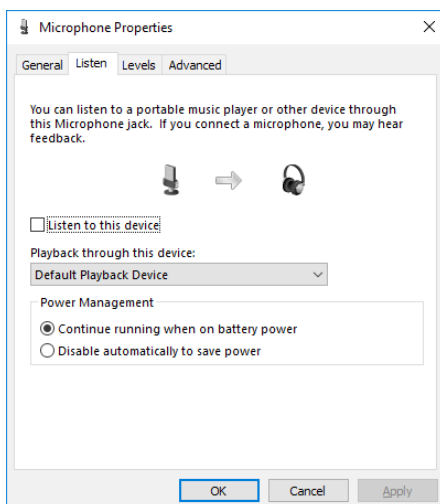 Microphone Properties
General Listen Levels Advanced
You can listen to a portable music player or other device through
this Microphone jack. If you connect a microphone, you may hear
feedback.
Listen to this device
Playback through this device:
Default Playback Device
Power Management
Continue running when on battery power
Disable automatically to save power
OK Cancel Apply